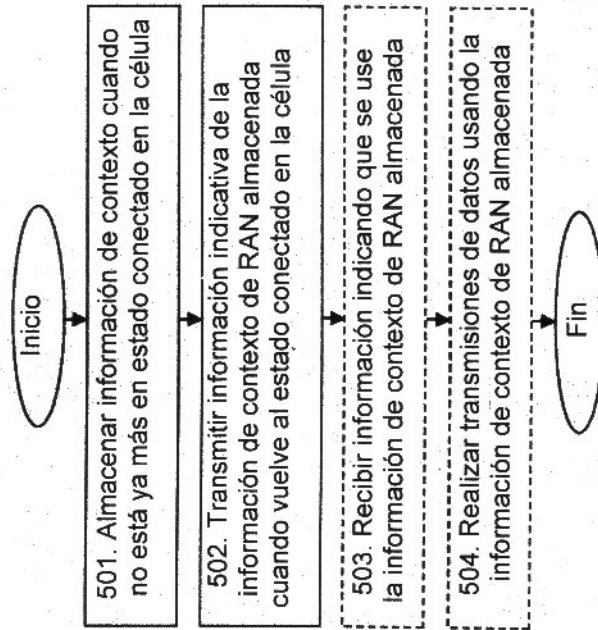 Inicio
501. Almacenar información de contexto cuando
no está ya más en estado conectado en la célula
502. Transmitir información indicativa de la
información de contexto de RAN almacenada
cuando vuelve al estado conectado en la célula
503. Recibir información indicando que se use
la información de contexto de RAN almacenada
504. Realizar transmisiones de datos usando la
información de contexto de RAN almacenada
Fin